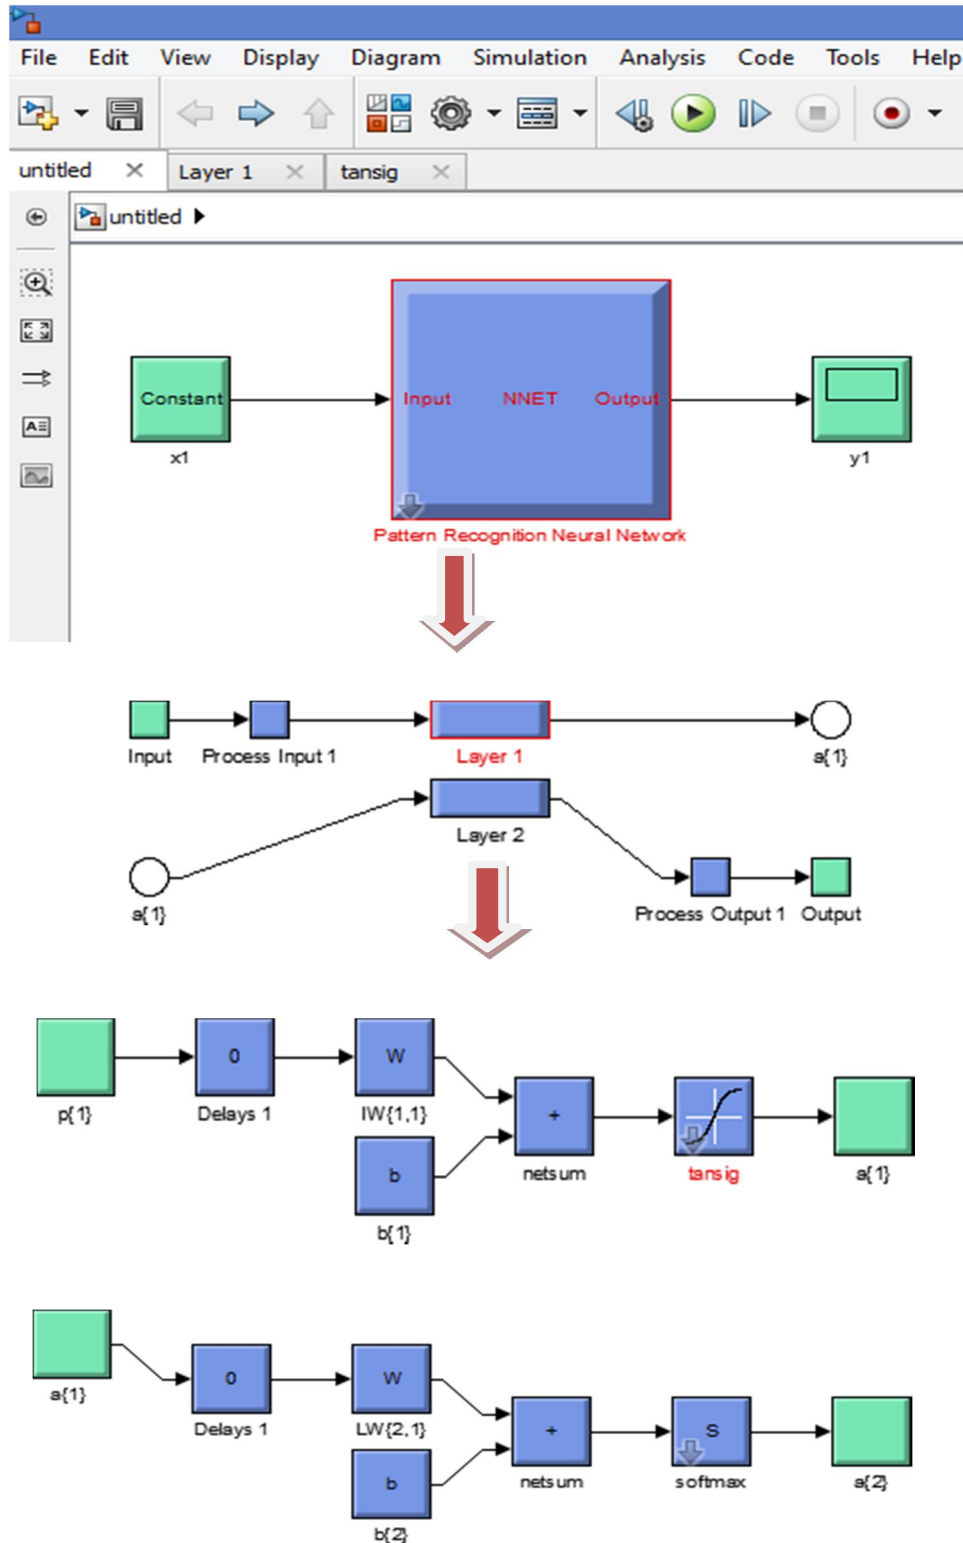 File Edit View Display Diagram Simulation Analysis Code Tools Help
untitled Layer 1 tansig
untitled
Constant Input NNET Output
x1 y1
Pattern Recognition Neural Network
Input Process Input 1 Layer 1 a{1}
Layer 2
a{1} Process Output 1 Output
0 W
p{1} Delays 1 IW{1,1}
+
b netsum tansig a{1}
b{1}
0 W
a{1} Delays 1 LW{2,1}
+ S
b netsum softmax a{2}
b{2}